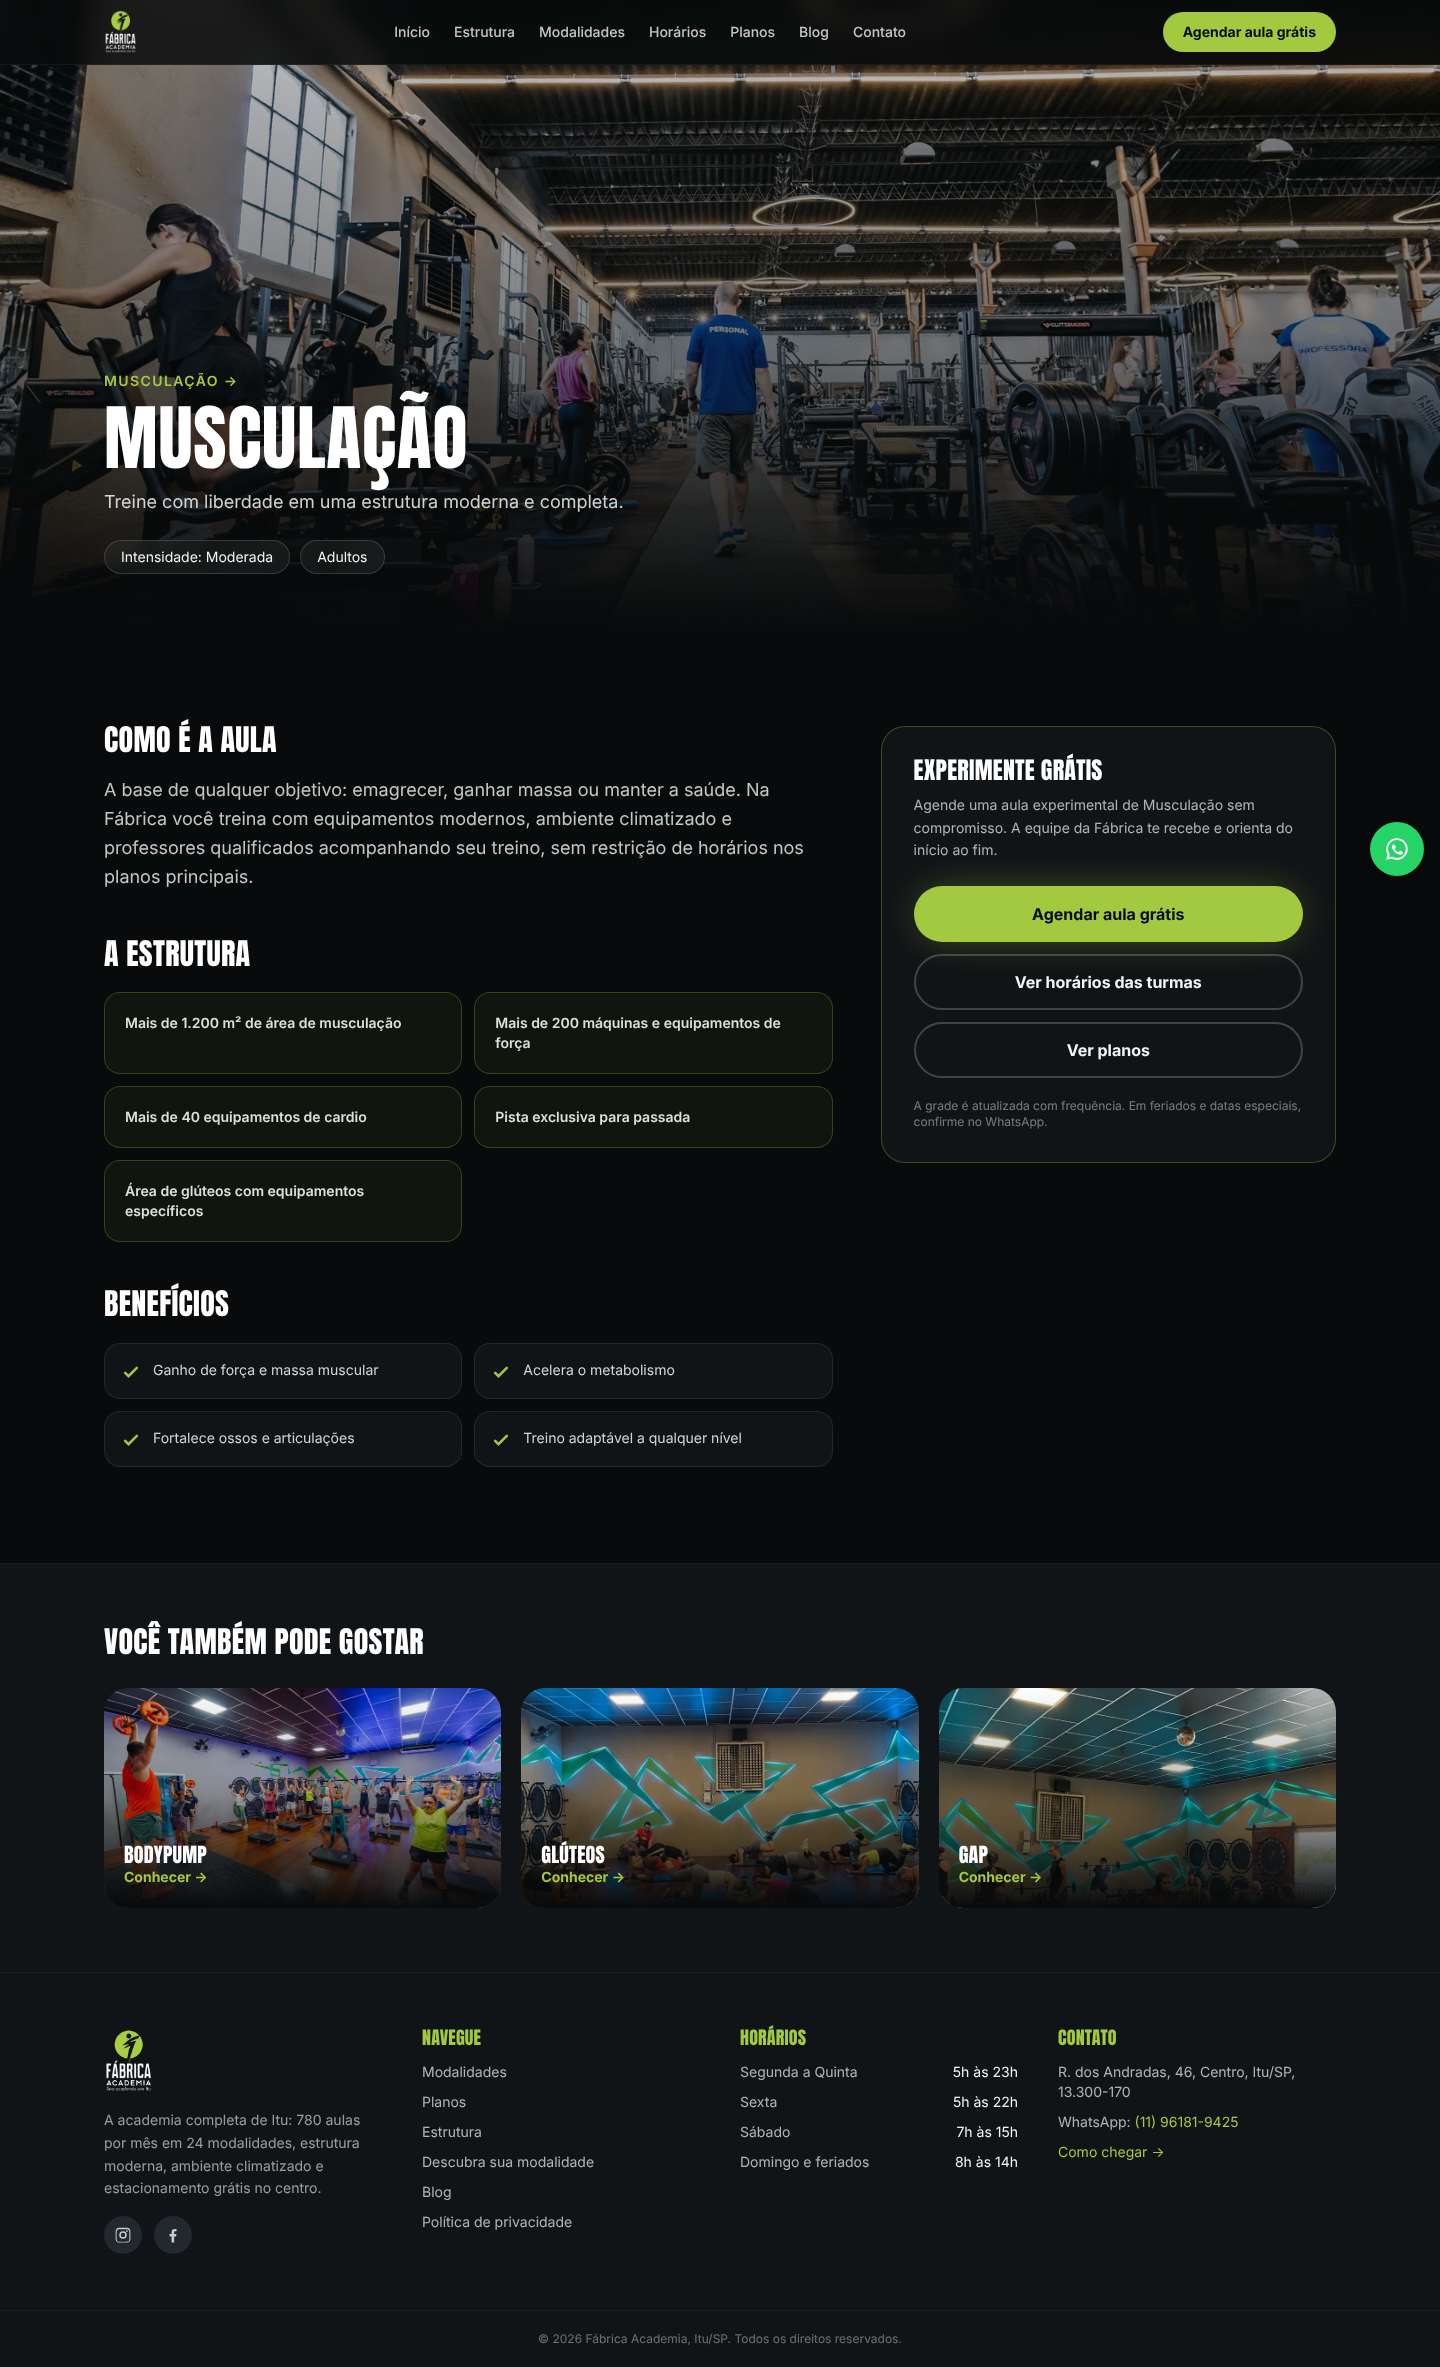 FÁBRICA
ACADEMIA
Início
Estrutura
Modalidades
Horários
Planos
Blog
Contato
Agendar aula grátis
PERSONAL
PROFESSORA
MUSCULAÇÃO →
MUSCULAÇÃO
Treine com liberdade em uma estrutura moderna e completa.
Intensidade: Moderada
Adultos
COMO É A AULA
A base de qualquer objetivo: emagrecer, ganhar massa ou manter a saúde. Na
Fábrica você treina com equipamentos modernos, ambiente climatizado e
professores qualificados acompanhando seu treino, sem restrição de horários nos
planos principais.
A ESTRUTURA
Mais de 1.200 m² de área de musculação
Mais de 200 máquinas e equipamentos de
força
Mais de 40 equipamentos de cardio
Pista exclusiva para passada
Área de glúteos com equipamentos
específicos
BENEFÍCIOS
Ganho de força e massa muscular
Acelera o metabolismo
Fortalece ossos e articulações
Treino adaptável a qualquer nível
EXPERIMENTE GRÁTIS
Agende uma aula experimental de Musculação sem
compromisso. A equipe da Fábrica te recebe e orienta do
início ao fim.
Agendar aula grátis
Ver horários das turmas
Ver planos
A grade é atualizada com frequência. Em feriados e datas especiais,
confirme no WhatsApp.
VOCÊ TAMBÉM PODE GOSTAR
BODYPUMP
Conhecer →
GLÚTEOS
Conhecer →
GAP
Conhecer →
FÁBRICA
ACADEMIA
A academia completa de Itu: 780 aulas
por mês em 24 modalidades, estrutura
moderna, ambiente climatizado e
estacionamento grátis no centro.
NAVEGUE
Modalidades
Planos
Estrutura
Descubra sua modalidade
Blog
Política de privacidade
HORÁRIOS
Segunda a Quinta 5h às 23h
Sexta 5h às 22h
Sábado 7h às 15h
Domingo e feriados 8h às 14h
CONTATO
R. dos Andradas, 46, Centro, Itu/SP,
13.300-170
WhatsApp: (11) 96181-9425
Como chegar →
© 2026 Fábrica Academia, Itu/SP. Todos os direitos reservados.